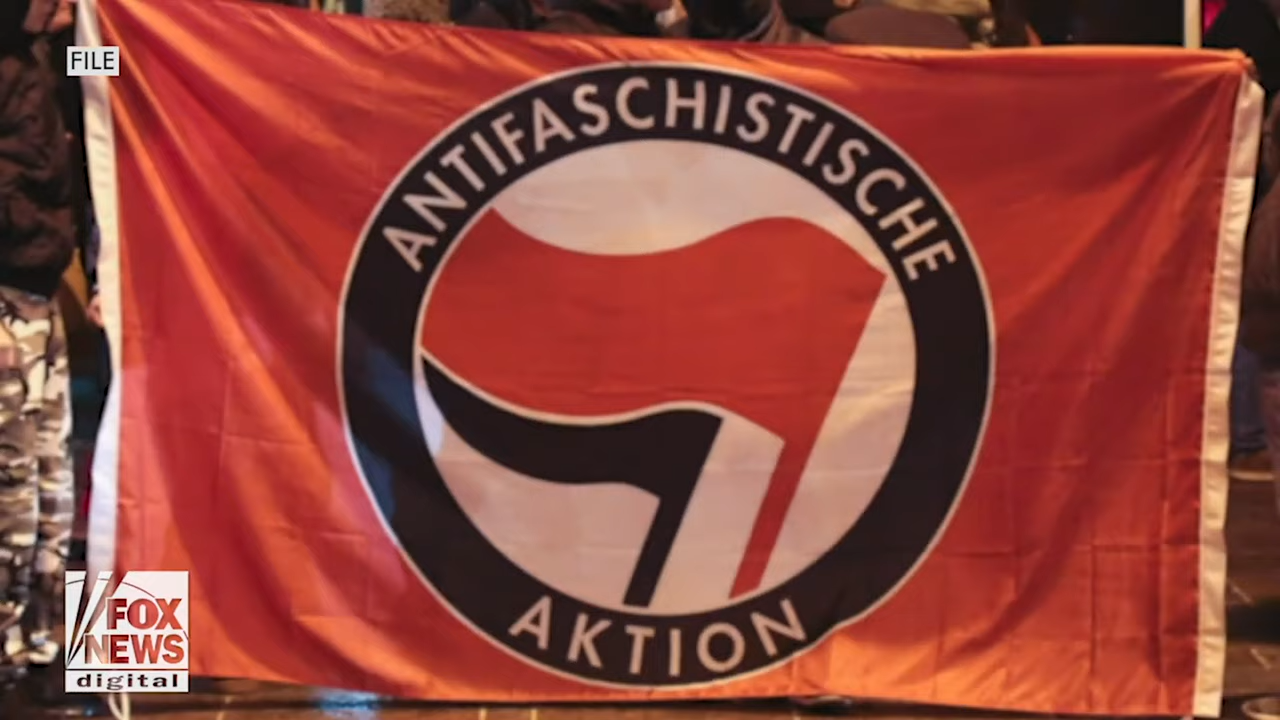 FILE
ANTIFASCHISTISCHE
AKTION
FOX
NEWS
digital